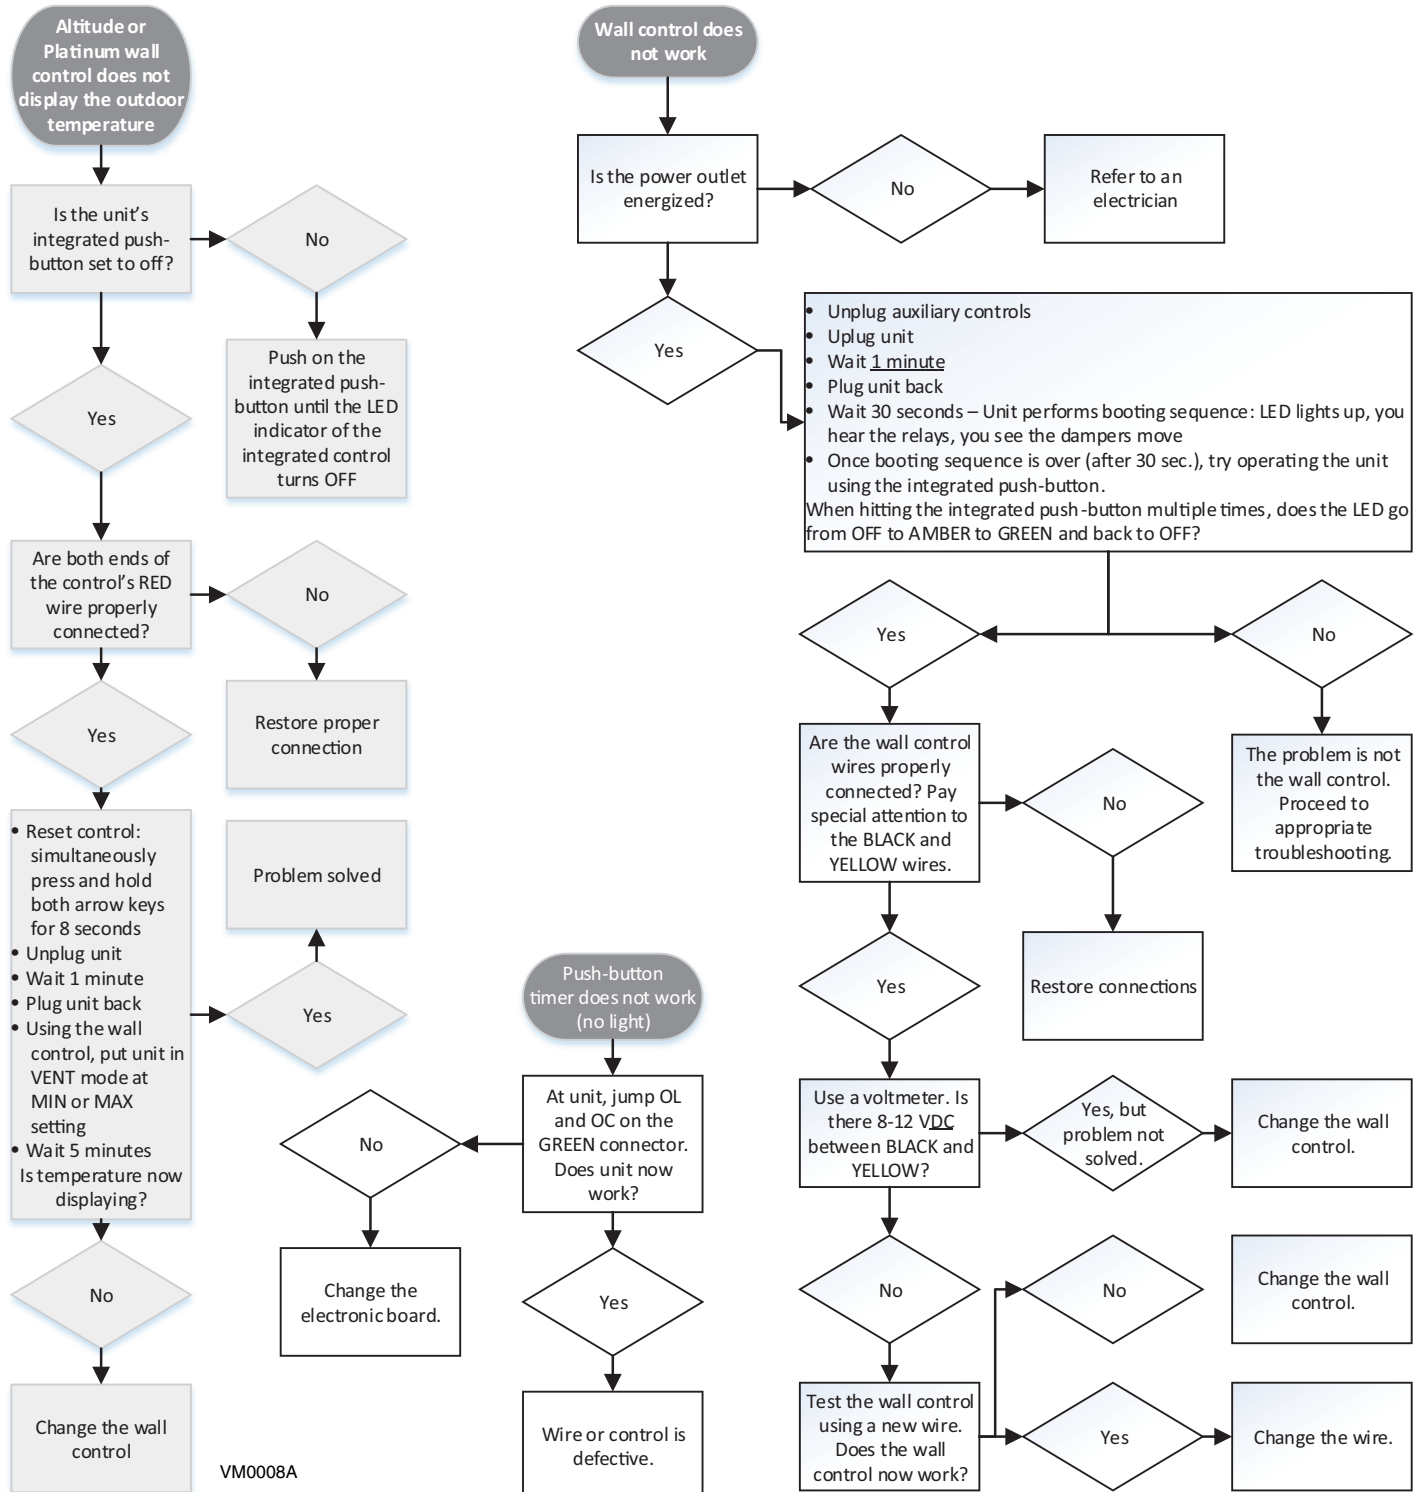 Altitude or
Platinum wall
control does not
display the outdoor
temperature
Is the unit's
integrated push-
button set to off?
No
Push on the
integrated push-
button until the LED
indicator of the
integrated control
turns OFF
Yes
Are both ends of
the control's RED
wire properly
connected?
No
Restore proper
connection
Yes
• Reset control:
simultaneously
press and hold
both arrow keys
for 8 seconds
• Unplug unit
• Wait 1 minute
• Plug unit back
• Using the wall
control, put unit in
VENT mode at
MIN or MAX
setting
• Wait 5 minutes
Is temperature now
displaying?
Yes
Problem solved
No
Change the wall
control
VM0008A
Push-button
timer does not work
(no light)
At unit, jump OL
and OC on the
GREEN connector.
Does unit now
work?
No
Change the
electronic board.
Yes
Wire or control is
defective.
Wall control does
not work
Is the power outlet
energized?
No
Refer to an
electrician
Yes
• Unplug auxiliary controls
• Uplug unit
• Wait 1 minute
• Plug unit back
• Wait 30 seconds – Unit performs booting sequence: LED lights up, you
hear the relays, you see the dampers move
• Once booting sequence is over (after 30 sec.), try operating the unit
using the integrated push-button.
When hitting the integrated push-button multiple times, does the LED go
from OFF to AMBER to GREEN and back to OFF?
Yes
No
The problem is not
the wall control.
Proceed to
appropriate
troubleshooting.
Are the wall control
wires properly
connected? Pay
special attention to
the BLACK and
YELLOW wires.
No
Restore connections
Yes
Use a voltmeter. Is
there 8-12 VDC
between BLACK and
YELLOW?
Yes, but
problem not
solved.
Change the wall
control.
No
Test the wall control
using a new wire.
Does the wall
control now work?
No
Change the wall
control.
Yes
Change the wire.